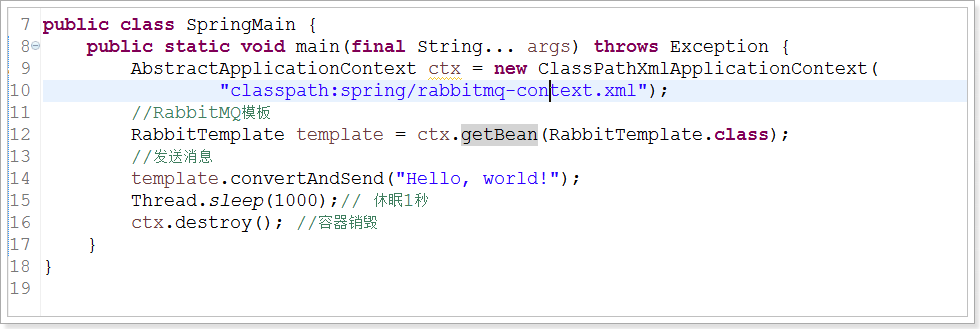 7 public class SpringMain {
8 public static void main(final String... args) throws Exception {
9 AbstractApplicationContext ctx = new ClassPathXmlApplicationContext(
10 "classpath:spring/rabbitmq-context.xml");
11 //RabbitMQ模板
12 RabbitTemplate template = ctx.getBean(RabbitTemplate.class);
13 //发送消息
14 template.convertAndSend("Hello, world!");
15 Thread.sleep(1000);// 休眠1秒
16 ctx.destroy(); //容器销毁
17 }
18 }
19